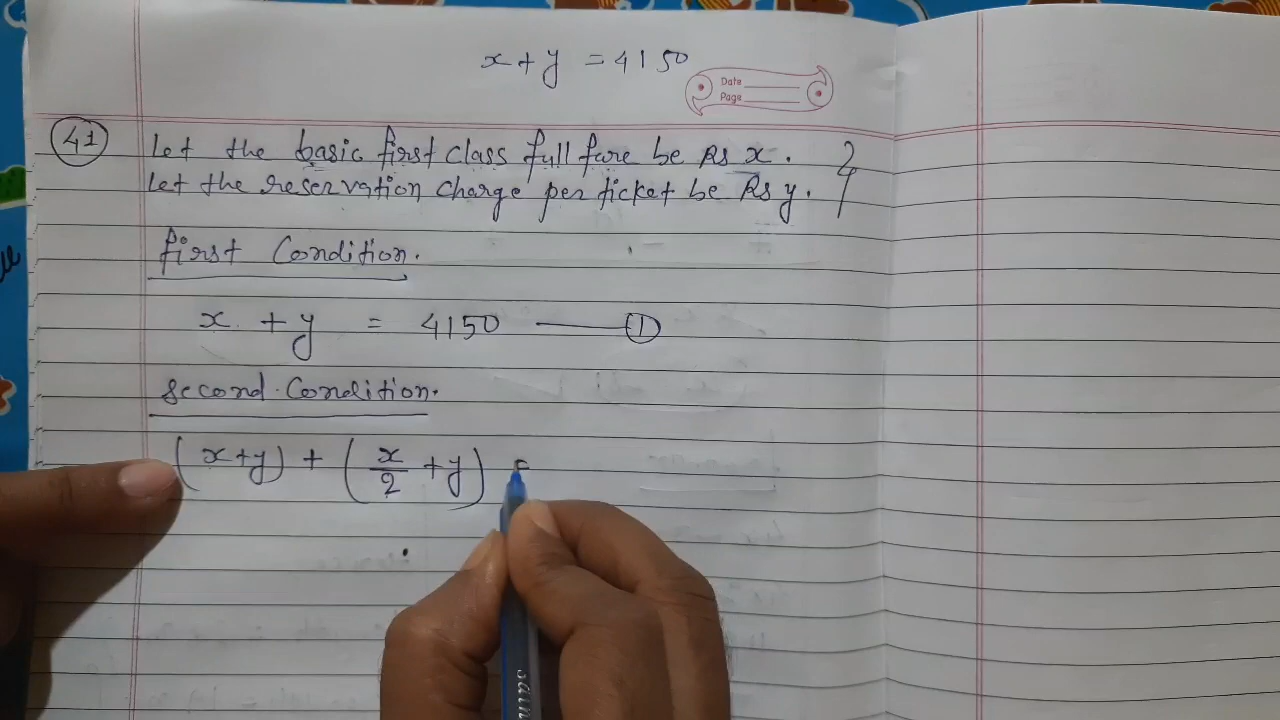 x + y = 4150
Date
Page
41 Let the basic first class full fare be Rs x.
Let the reservation charge per ticket be Rs y.
first Condition.
x + y = 4150 —— 1
Second Condition.
(x+y) + (x/2 + y) =